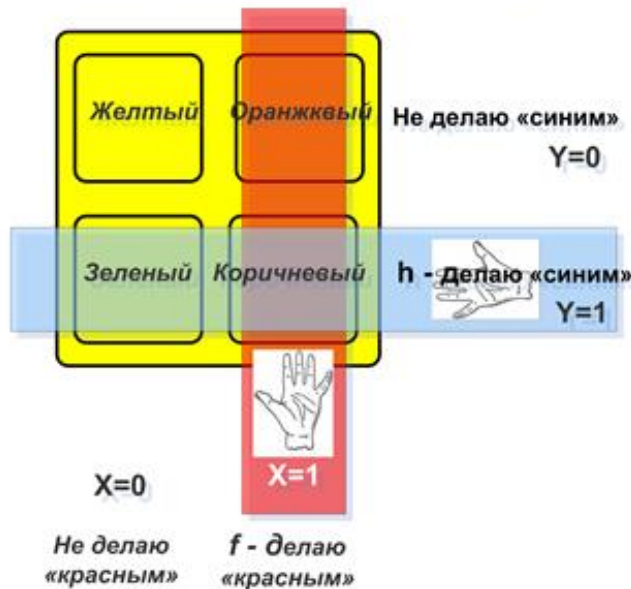 Желтый
Оранжквый
Не делаю «синим»
Y=0
Зеленый
Коричневый
h - делаю «синим»
Y=1
X=0
X=1
Не делаю
«красным»
f - делаю
«красным»